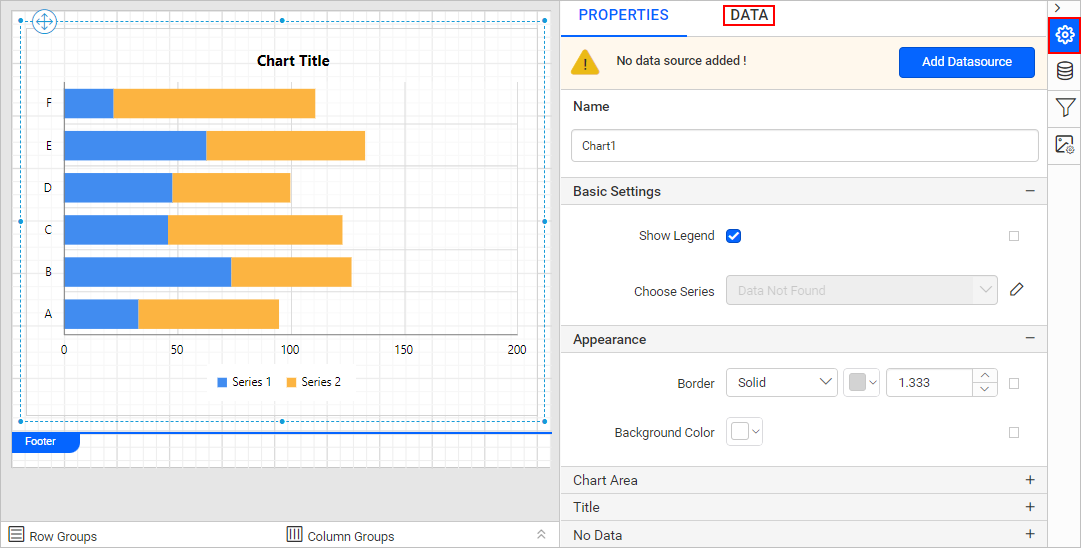 Chart Title
F
E
D
C
B
A
0 50 100 150 200
Series 1 Series 2
Footer
Row Groups Column Groups
PROPERTIES DATA
No data source added ! Add Datasource
Name
Chart1
Basic Settings
Show Legend
Choose Series Data Not Found
Appearance
Border Solid 1.333
Background Color
Chart Area
Title
No Data